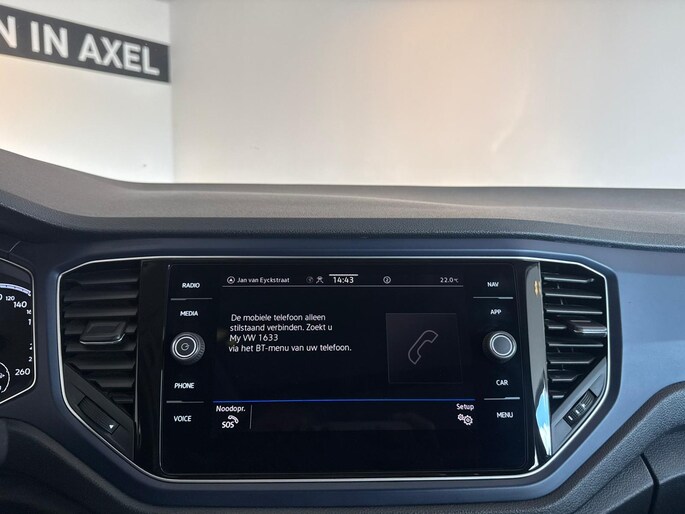 N IN AXEL
RADIO
MEDIA
PHONE
VOICE
Jan van Eyckstraat
14:43
22.0°C
De mobiele telefoon alleen
stilstaand verbinden. Zoekt u
My VW 1633
via het BT-menu van uw telefoon.
Noodopr.
SOS
Setup
NAV
APP
CAR
MENU
120
140
260